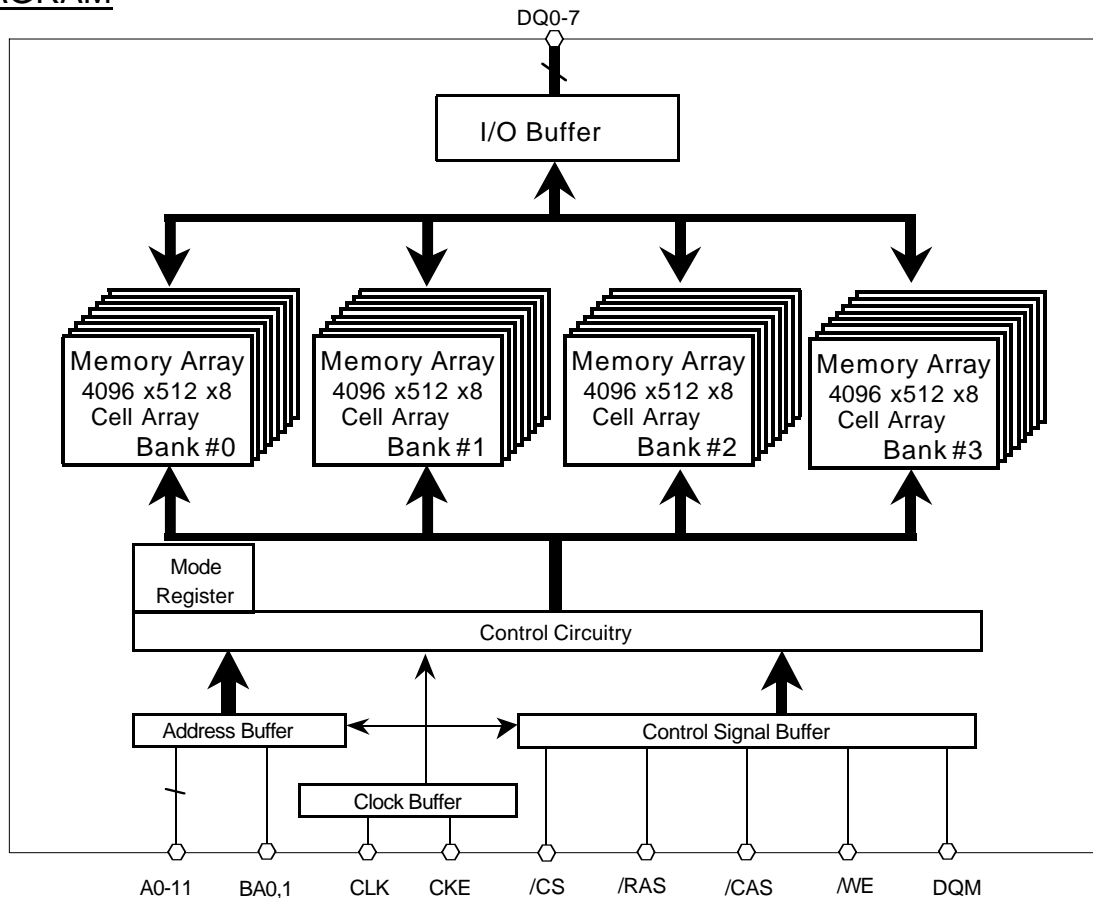 DQ0-7
I/O Buffer
Memory Array
4096 x512 x8
Cell Array
Bank #0
Memory Array
4096 x512 x8
Cell Array
Bank #1
Memory Array
4096 x512 x8
Cell Array
Bank #2
Memory Array
4096 x512 x8
Cell Array
Bank #3
Mode
Register
Control Circuitry
Address Buffer
Control Signal Buffer
Clock Buffer
A0-11
BA0,1
CLK
CKE
/CS
/RAS
/CAS
/WE
DQM